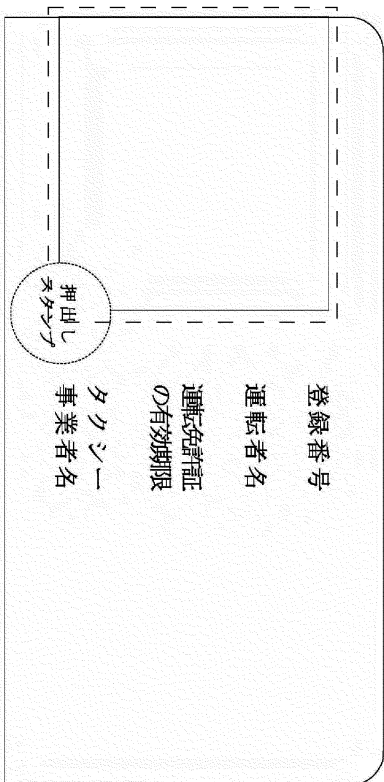 登録番号
運転者名
運転免許証
の有効期限
タクシー
事業者名
押出し
スタンプ